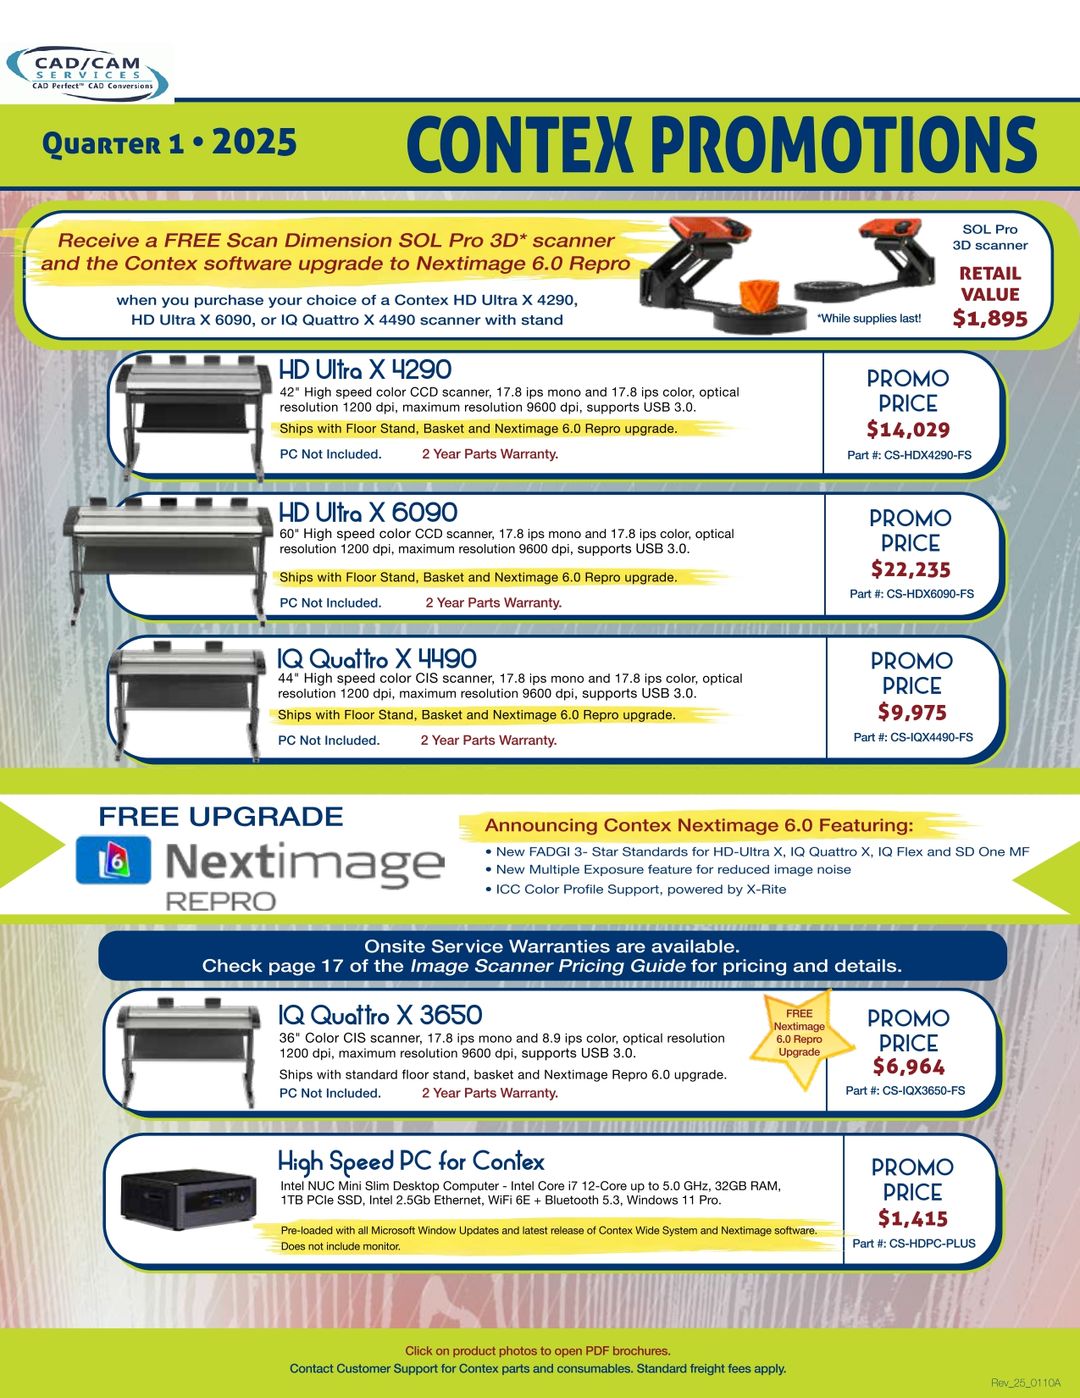 CAD/CAM
SERVICES
CAD Perfect™ CAD Conversions
Quarter 1 • 2025
CONTEX PROMOTIONS
Receive a FREE Scan Dimension SOL Pro 3D* scanner
and the Contex software upgrade to Nextimage 6.0 Repro
when you purchase your choice of a Contex HD Ultra X 4290,
HD Ultra X 6090, or IQ Quattro X 4490 scanner with stand
*While supplies last!
SOL Pro
3D scanner
RETAIL
VALUE
$1,895
HD Ultra X 4290
42" High speed color CCD scanner, 17.8 ips mono and 17.8 ips color, optical
resolution 1200 dpi, maximum resolution 9600 dpi, supports USB 3.0.
Ships with Floor Stand, Basket and Nextimage 6.0 Repro upgrade.
PC Not Included. 2 Year Parts Warranty.
PROMO
PRICE
$14,029
Part #: CS-HDX4290-FS
HD Ultra X 6090
60" High speed color CCD scanner, 17.8 ips mono and 17.8 ips color, optical
resolution 1200 dpi, maximum resolution 9600 dpi, supports USB 3.0.
Ships with Floor Stand, Basket and Nextimage 6.0 Repro upgrade.
PC Not Included. 2 Year Parts Warranty.
PROMO
PRICE
$22,235
Part #: CS-HDX6090-FS
IQ Quattro X 4490
44" High speed color CIS scanner, 17.8 ips mono and 17.8 ips color, optical
resolution 1200 dpi, maximum resolution 9600 dpi, supports USB 3.0.
Ships with Floor Stand, Basket and Nextimage 6.0 Repro upgrade.
PC Not Included. 2 Year Parts Warranty.
PROMO
PRICE
$9,975
Part #: CS-IQX4490-FS
FREE UPGRADE
6
Nextimage
REPRO
Announcing Contex Nextimage 6.0 Featuring:
• New FADGI 3- Star Standards for HD-Ultra X, IQ Quattro X, IQ Flex and SD One MF
• New Multiple Exposure feature for reduced image noise
• ICC Color Profile Support, powered by X-Rite
Onsite Service Warranties are available.
Check page 17 of the Image Scanner Pricing Guide for pricing and details.
IQ Quattro X 3650
36" Color CIS scanner, 17.8 ips mono and 8.9 ips color, optical resolution
1200 dpi, maximum resolution 9600 dpi, supports USB 3.0.
Ships with standard floor stand, basket and Nextimage Repro 6.0 upgrade.
PC Not Included. 2 Year Parts Warranty.
FREE
Nextimage
6.0 Repro
Upgrade
PROMO
PRICE
$6,964
Part #: CS-IQX3650-FS
High Speed PC for Contex
Intel NUC Mini Slim Desktop Computer - Intel Core i7 12-Core up to 5.0 GHz, 32GB RAM,
1TB PCIe SSD, Intel 2.5Gb Ethernet, WiFi 6E + Bluetooth 5.3, Windows 11 Pro.
Pre-loaded with all Microsoft Window Updates and latest release of Contex Wide System and Nextimage software.
Does not include monitor.
PROMO
PRICE
$1,415
Part #: CS-HDPC-PLUS
Click on product photos to open PDF brochures.
Contact Customer Support for Contex parts and consumables. Standard freight fees apply.
Rev_25_0110A